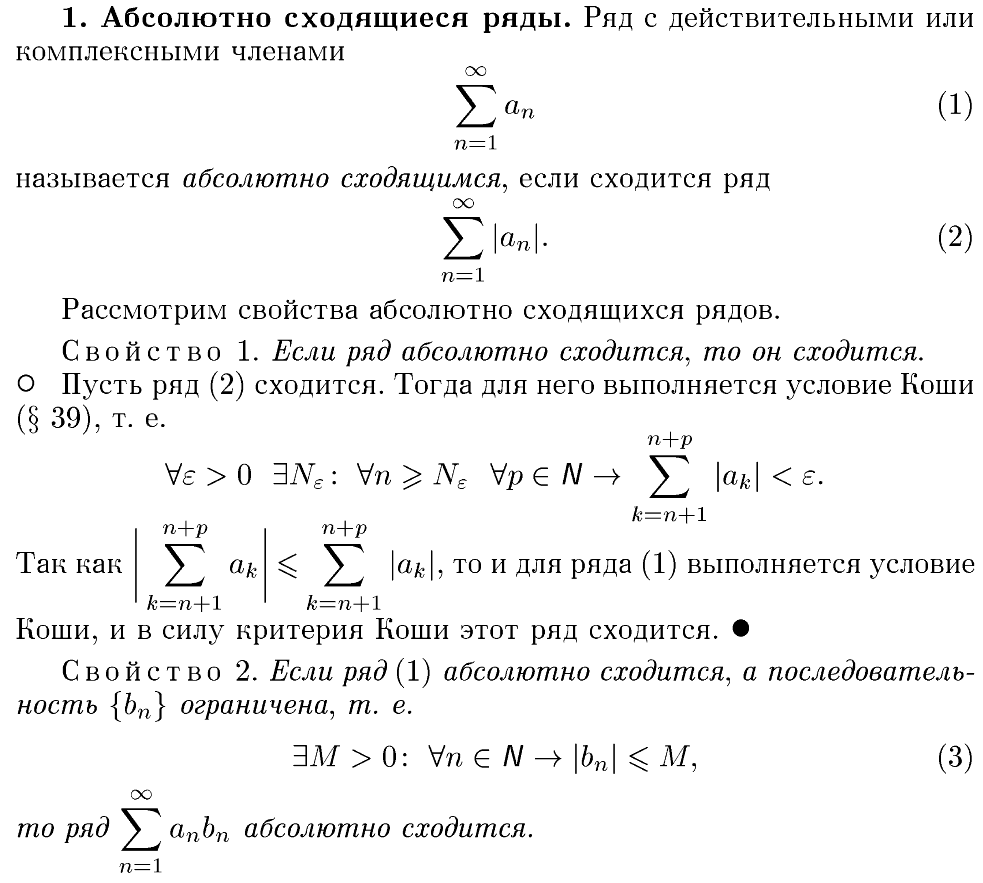 1. Абсолютно сходящиеся ряды. Ряд с действительными или
комплексными членами
$$\sum_{n=1}^{\infty} a_n \quad (1)$$
называется абсолютно сходящимся, если сходится ряд
$$\sum_{n=1}^{\infty} |a_n|. \quad (2)$$
Рассмотрим свойства абсолютно сходящихся рядов.
Свойство 1. Если ряд абсолютно сходится, то он сходится.
○ Пусть ряд (2) сходится. Тогда для него выполняется условие Коши
(§ 39), т. е.
$$\forall \varepsilon > 0 \;\; \exists N_\varepsilon : \; \forall n \geqslant N_\varepsilon \;\; \forall p \in N \to \sum_{k=n+1}^{n+p} |a_k| < \varepsilon.$$
Так как $\left| \sum_{k=n+1}^{n+p} a_k \right| \leqslant \sum_{k=n+1}^{n+p} |a_k|$, то и для ряда (1) выполняется условие
Коши, и в силу критерия Коши этот ряд сходится. ●
Свойство 2. Если ряд (1) абсолютно сходится, а последователь-
ность $\{b_n\}$ ограничена, т. е.
$$\exists M > 0 : \; \forall n \in N \to |b_n| \leqslant M, \quad (3)$$
то ряд $\sum_{n=1}^{\infty} a_n b_n$ абсолютно сходится.